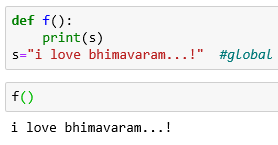 def f():
    print(s)
s="i love bhimavaram...!"  #global
f()
i love bhimavaram...!